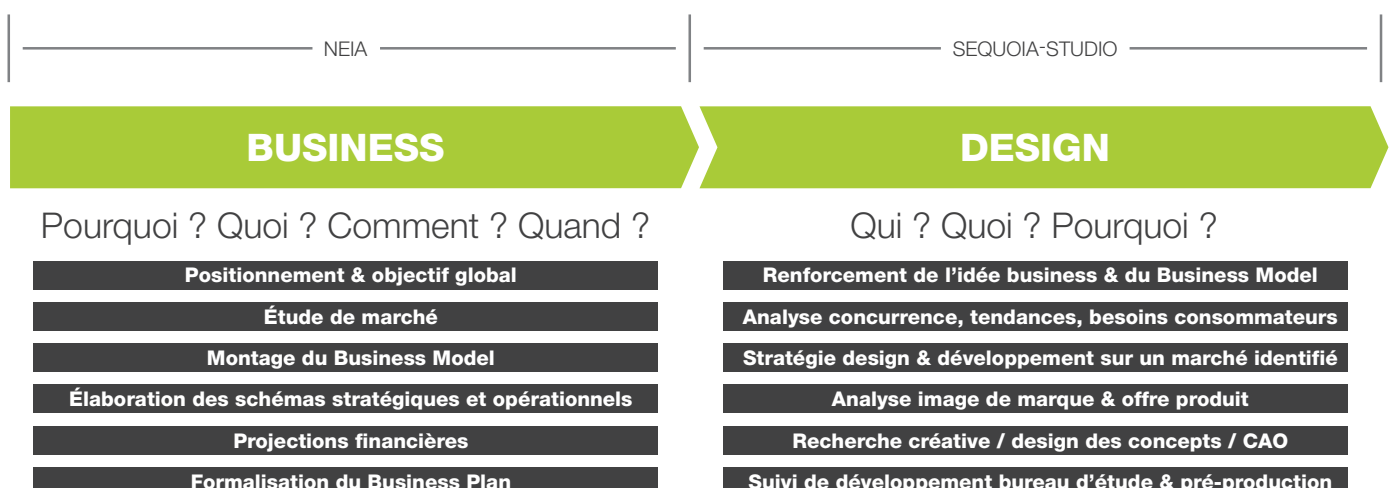 NEIA
SEQUOIA-STUDIO
BUSINESS
DESIGN
Pourquoi ? Quoi ? Comment ? Quand ?
Positionnement & objectif global
Étude de marché
Montage du Business Model
Élaboration des schémas stratégiques et opérationnels
Projections financières
Formalisation du Business Plan
Qui ? Quoi ? Pourquoi ?
Renforcement de l’idée business & du Business Model
Analyse concurrence, tendances, besoins consommateurs
Stratégie design & développement sur un marché identifié
Analyse image de marque & offre produit
Recherche créative / design des concepts / CAO
Suivi de développement bureau d’étude & pré-production